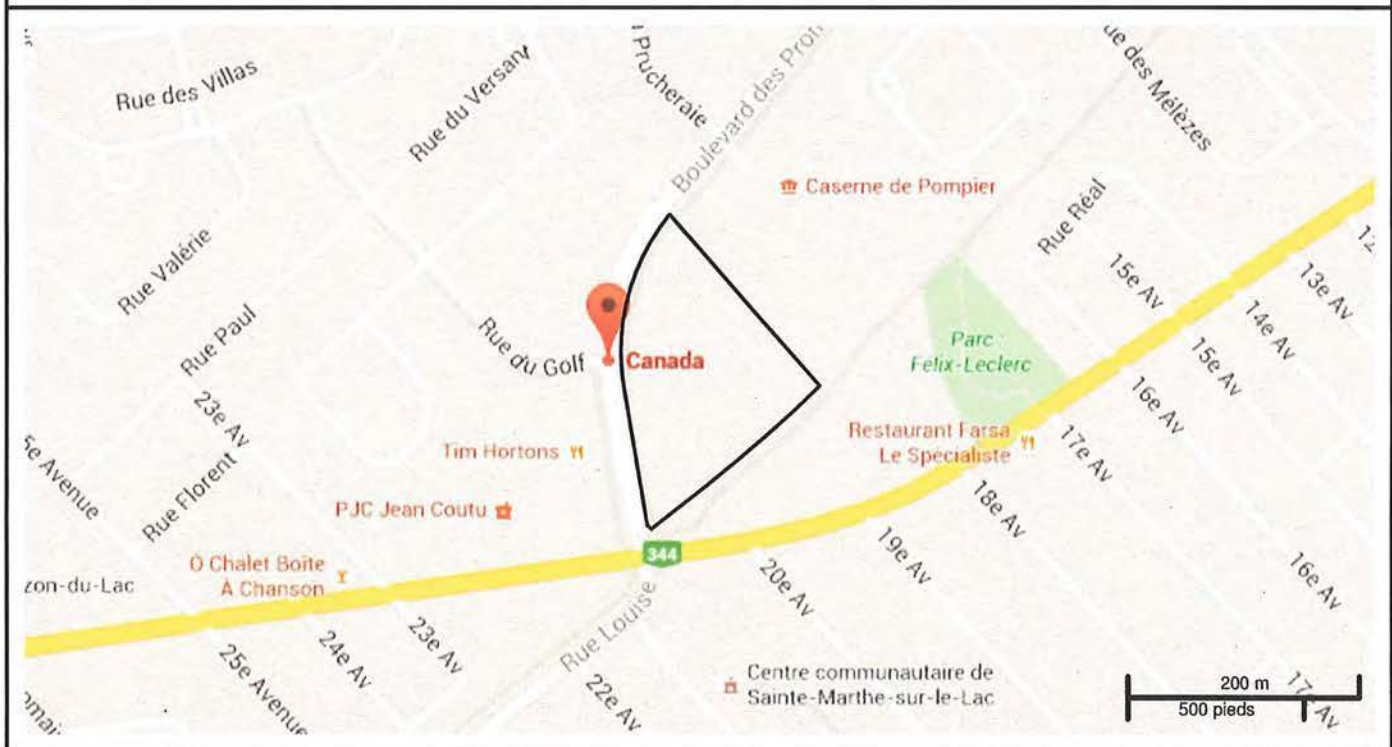 Rue des Villas
Rue du Versant
Prucheraie
Boulevard des Prom
ue des Mélèzes
Caserne de Pompier
Rue Réal
Rue Valérie
Rue Paul
Rue du Golf
Canada
Parc
Felix-Leclerc
15e Av
13e Av
14e Av
15e Av
16e Av
17e Av
23e Av
Tim Hortons
Restaurant Farsa
Le Spécialiste
5e Avenue
Rue Florent
PJC Jean Coutu
18e Av
19e Av
344
20e Av
16e Av
Ô Chalet Boîte
À Chanson
zon-du-Lac
Rue Louise
23e Av
24e Av
25e Avenue
22e Av
Centre communautaire de
Sainte-Marthe-sur-le-Lac
200 m
500 pieds
17e Av
12
omai